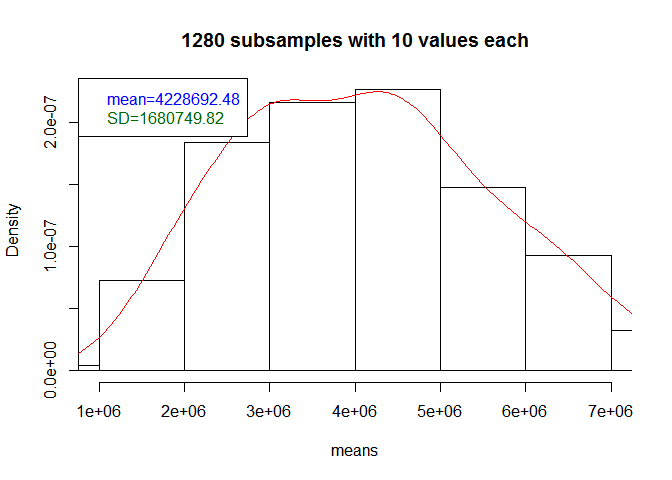 1280 subsamples with 10 values each
mean=4228692.48
SD=1680749.82
Density
0.0e+00
1.0e-07
2.0e-07
1e+06 2e+06 3e+06 4e+06 5e+06 6e+06 7e+06
means